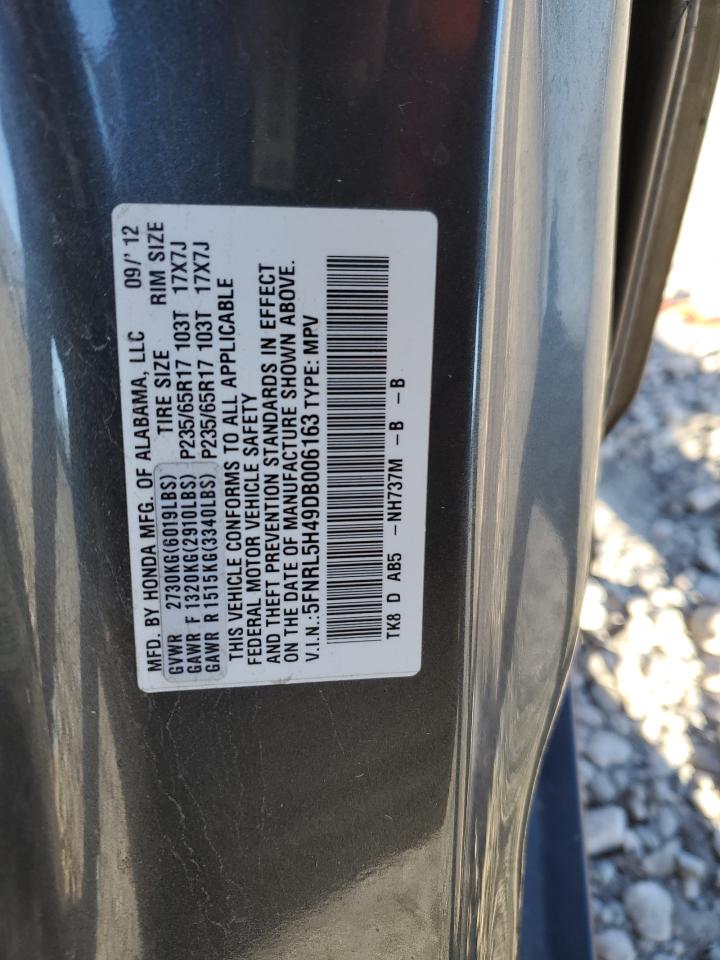 MFD. BY HONDA MFG. OF ALABAMA, LLC 09/' 12
TIRE SIZE RIM SIZE
GVWR 2730KG(6019LBS)
GAWR F 1320KG(2910LBS) P235/65R17 103T 17X7J
GAWR R 1515KG(3340LBS) P235/65R17 103T 17X7J
THIS VEHICLE CONFORMS TO ALL APPLICABLE
FEDERAL MOTOR VEHICLE SAFETY
AND THEFT PREVENTION STANDARDS IN EFFECT
ON THE DATE OF MANUFACTURE SHOWN ABOVE.
V.I.N.:5FNRL5H49DB006163 TYPE: MPV
TK8 D AB5 -NH737M -B -B